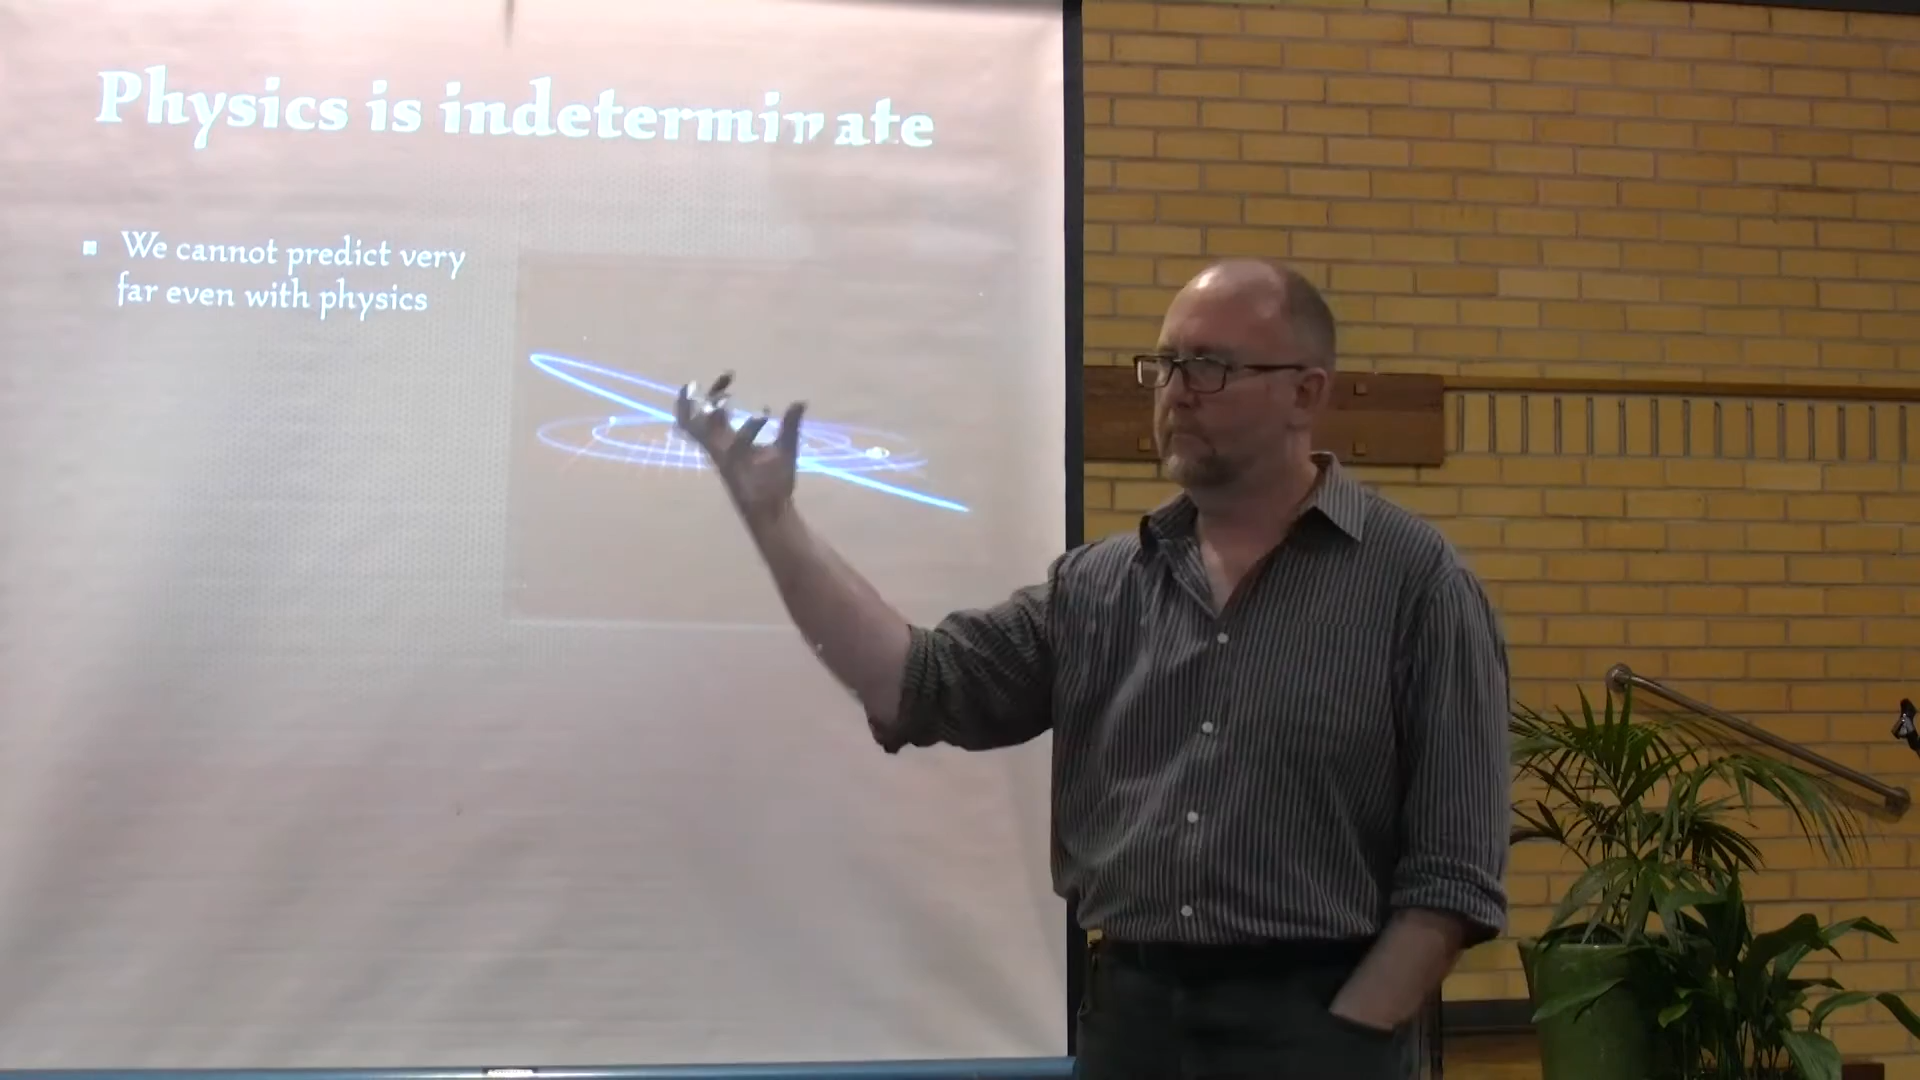 Physics is indeterminate
We cannot predict very
far even with physics